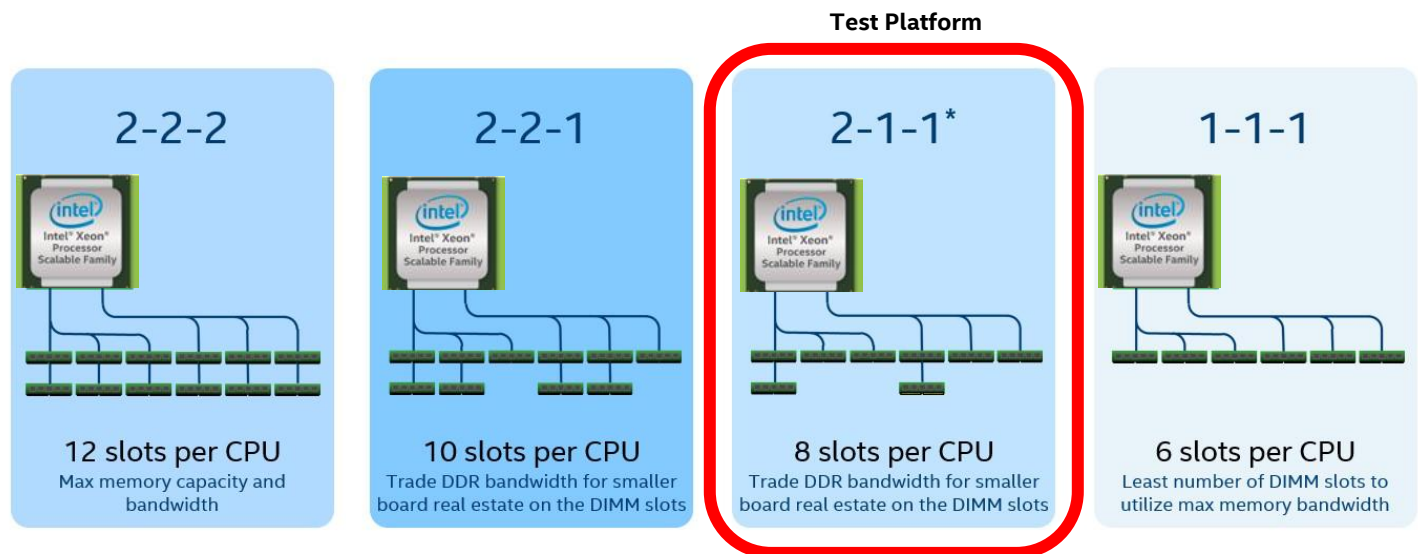 Test Platform
2-2-2
intel
Intel® Xeon®
Processor
Scalable Family
12 slots per CPU
Max memory capacity and
bandwidth
2-2-1
intel
Intel® Xeon®
Processor
Scalable Family
10 slots per CPU
Trade DDR bandwidth for smaller
board real estate on the DIMM slots
2-1-1*
intel
Intel® Xeon®
Processor
Scalable Family
8 slots per CPU
Trade DDR bandwidth for smaller
board real estate on the DIMM slots
1-1-1
intel
Intel® Xeon®
Processor
Scalable Family
6 slots per CPU
Least number of DIMM slots to
utilize max memory bandwidth